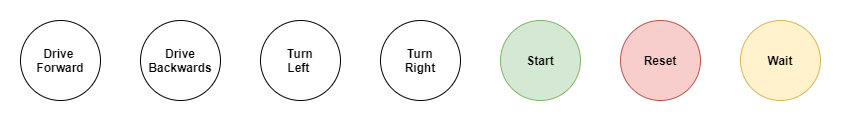 Drive
Forward
Drive
Backwards
Turn
Left
Turn
Right
Start
Reset
Wait